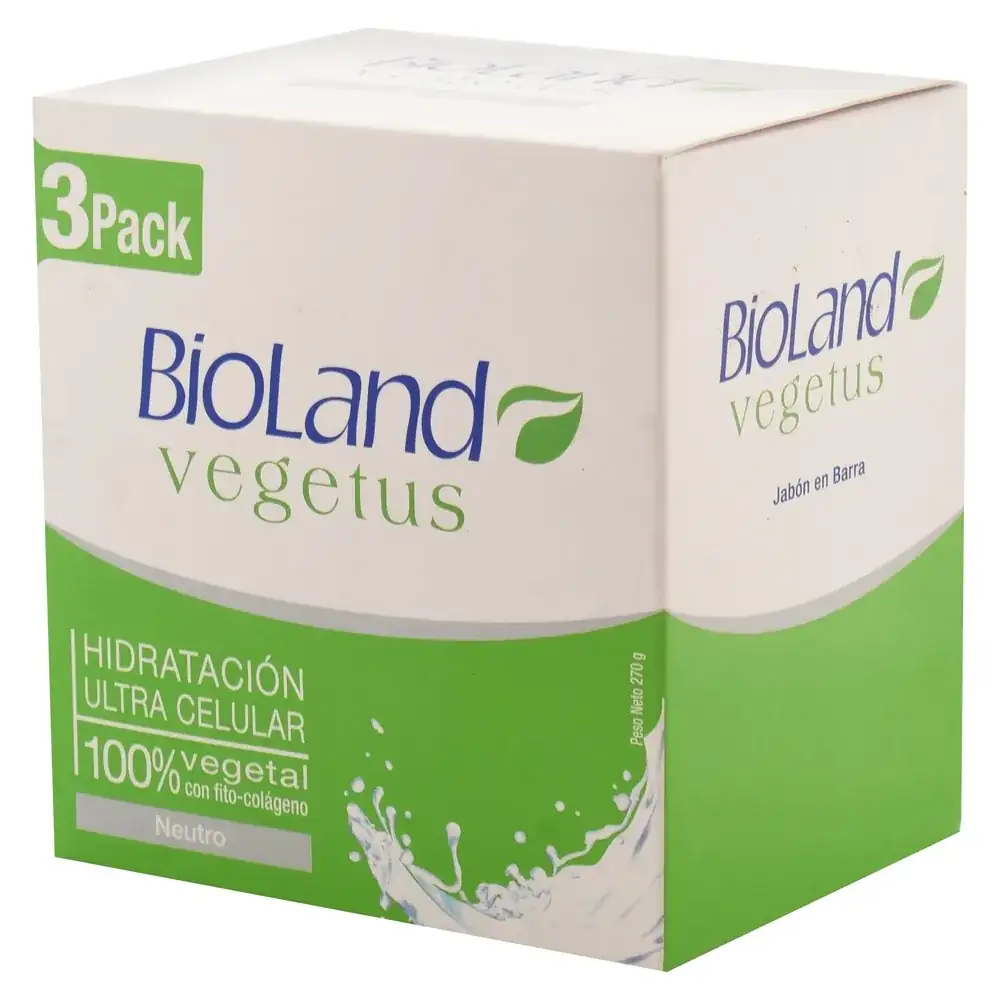 3Pack
BioLand
vegetus
HIDRATACIÓN
ULTRA CELULAR
100% vegetal
con fito-colágeno
Neutro
Peso Neto 270 g
BioLand
vegetus
Jabón en Barra
BioLand